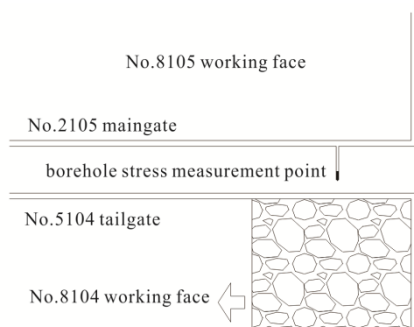 No.8105 working face
No.2105 maingate
borehole stress measurement point
No.5104 tailgate
No.8104 working face